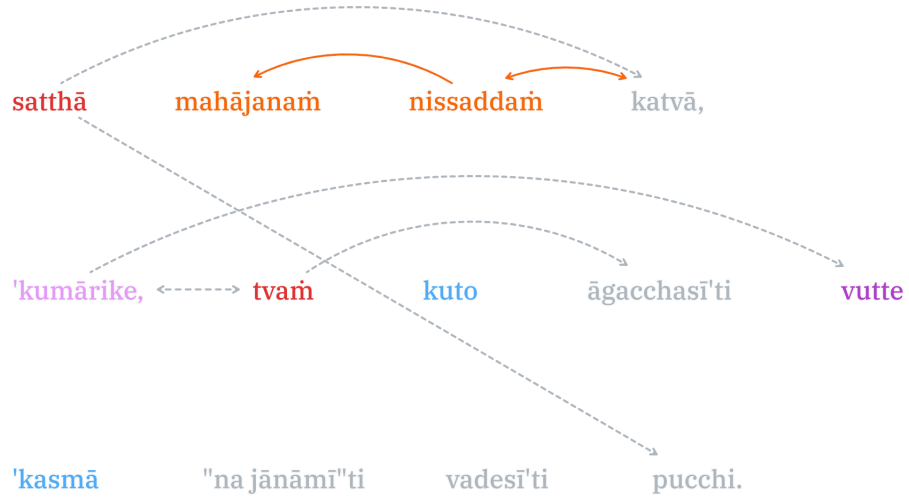 satthā mahājanaṁ nissaddaṁ katvā,
'kumārike, tvaṁ kuto āgacchasī'ti vutte
'kasmā "na jānāmī"ti vadesī'ti pucchi.